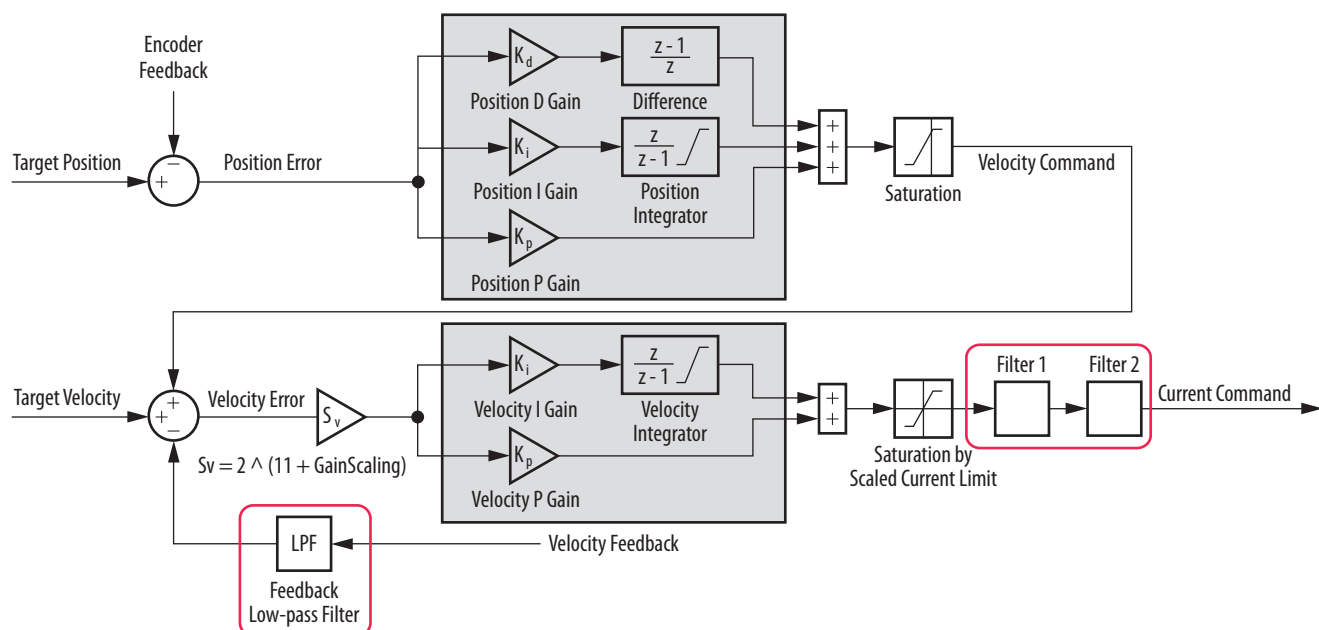 Encoder
Feedback
Target Position
−
+
Position Error
K d
Position D Gain
z - 1
z
Difference
K i
Position I Gain
z
z - 1
Position
Integrator
K p
Position P Gain
+
+
+
Saturation
Velocity Command
Target Velocity
+
+
−
Velocity Error
S v
Sv = 2 ^ (11 + GainScaling)
K i
Velocity I Gain
z
z - 1
Velocity
Integrator
K p
Velocity P Gain
+
+
Saturation by
Scaled Current Limit
Filter 1
Filter 2
Current Command
LPF
Feedback
Low-pass Filter
Velocity Feedback